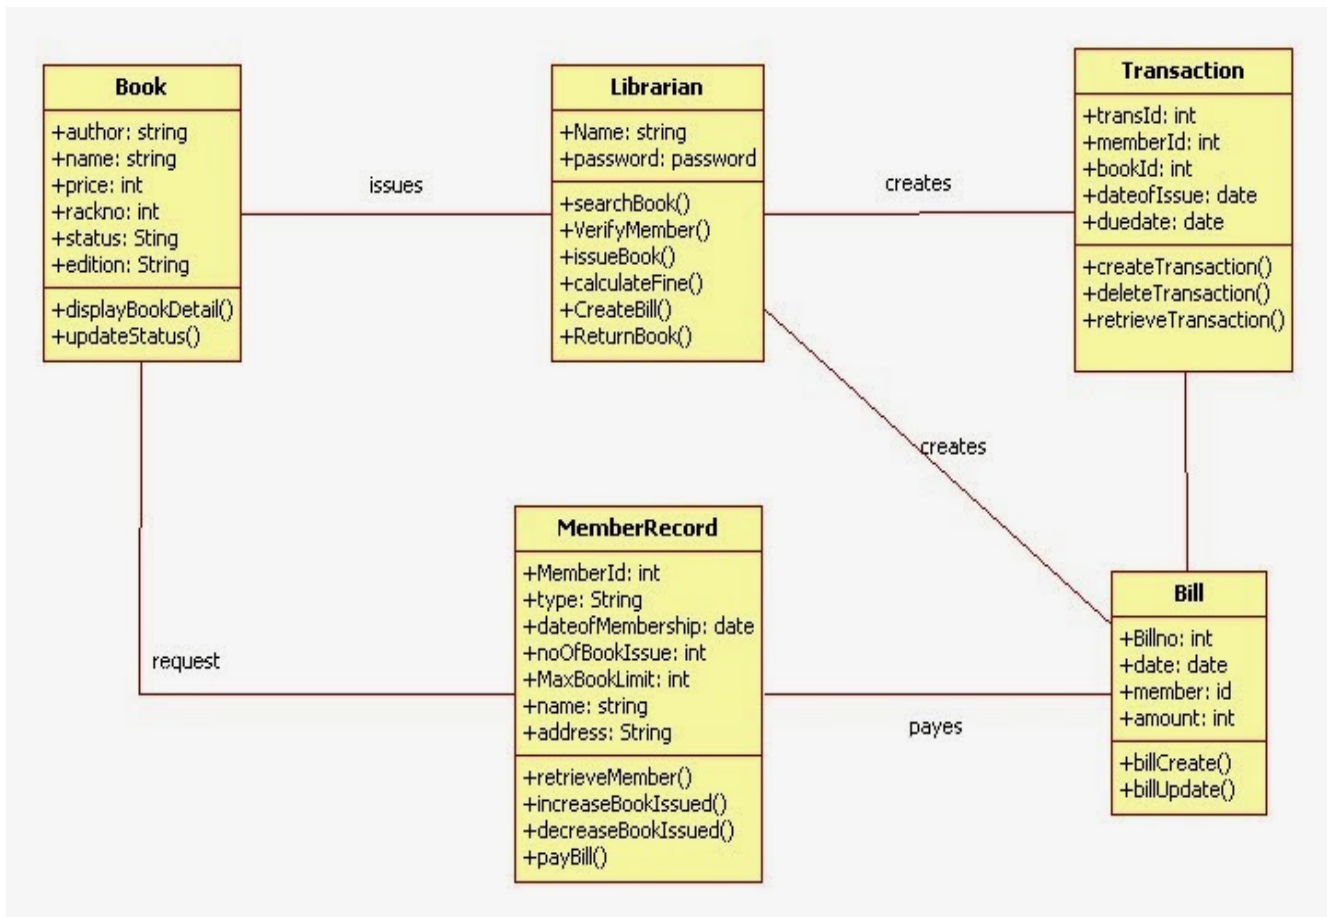 Book
+author: string
+name: string
+price: int
+rackno: int
+status: Sting
+edition: String
+displayBookDetail()
+updateStatus()
issues
Librarian
+Name: string
+password: password
+searchBook()
+VerifyMember()
+issueBook()
+calculateFine()
+CreateBill()
+ReturnBook()
creates
Transaction
+transId: int
+memberId: int
+bookId: int
+dateofIssue: date
+duedate: date
+createTransaction()
+deleteTransaction()
+retrieveTransaction()
creates
request
MemberRecord
+MemberId: int
+type: String
+dateofMembership: date
+noOfBookIssue: int
+MaxBookLimit: int
+name: string
+address: String
+retrieveMember()
+increaseBookIssued()
+decreaseBookIssued()
+payBill()
payes
Bill
+Billno: int
+date: date
+member: id
+amount: int
+billCreate()
+billUpdate()